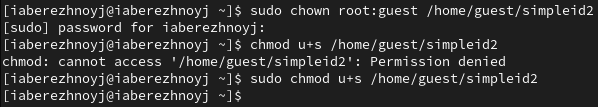 [iaberezhnoyj@iaberezhnoyj ~]$ sudo chown root:guest /home/guest/simpleid2
[sudo] password for iaberezhnoyj:
[iaberezhnoyj@iaberezhnoyj ~]$ chmod u+s /home/guest/simpleid2
chmod: cannot access '/home/guest/simpleid2': Permission denied
[iaberezhnoyj@iaberezhnoyj ~]$ sudo chmod u+s /home/guest/simpleid2
[iaberezhnoyj@iaberezhnoyj ~]$